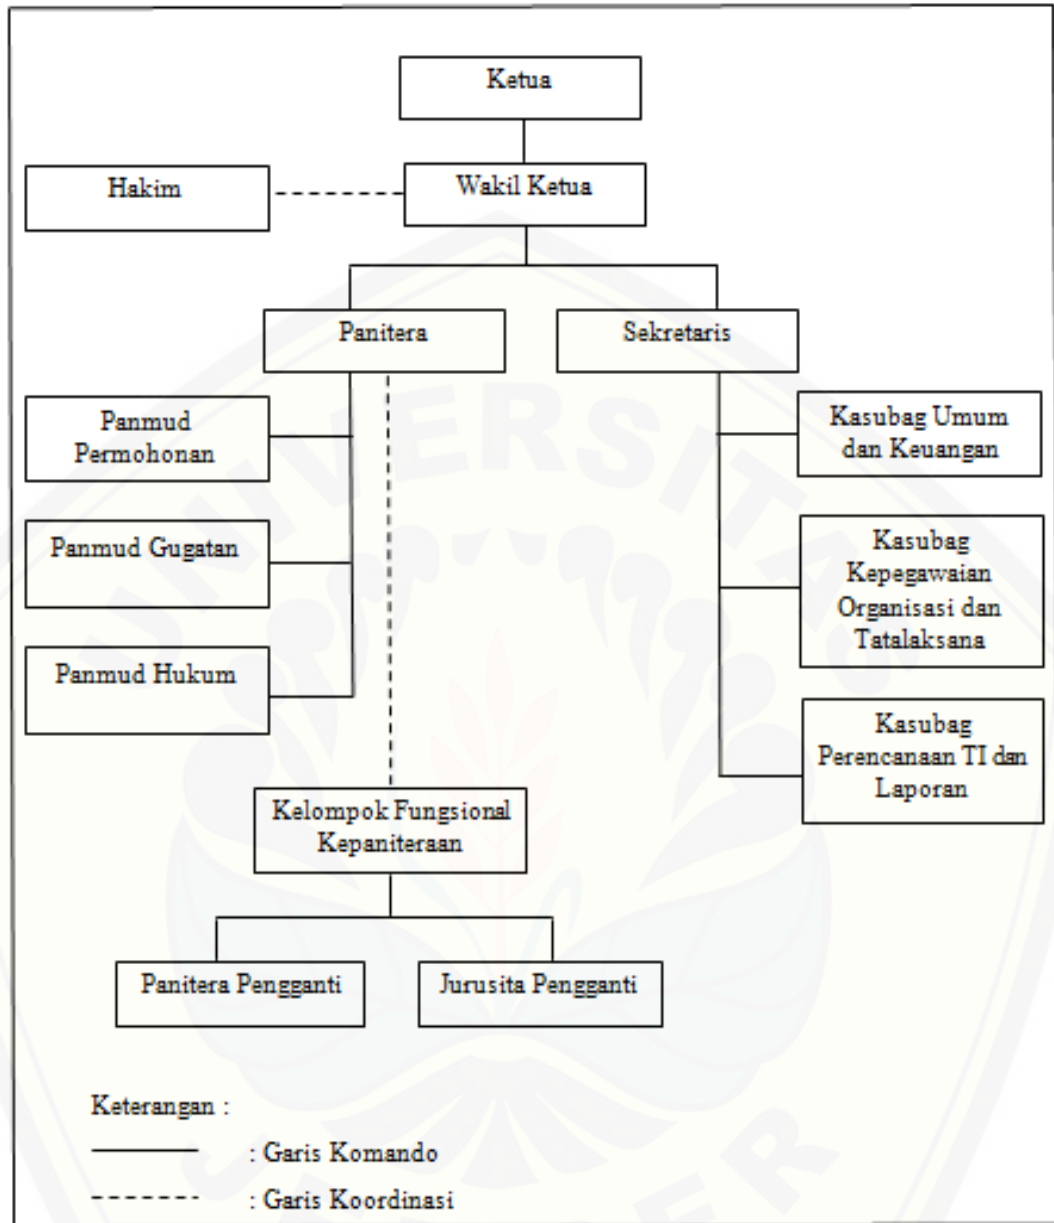 Ketua
Hakim
Wakil Ketua
Panitera
Sekretaris
Panmud
Permohonan
Kasubag Umum
dan Keuangan
Panmud Gugatan
Kasubag
Kepegawaian
Organisasi dan
Tatalaksana
Panmud Hukum
Kasubag
Perencanaan TI dan
Laporan
Kelompok Fungsional
Kepaniteraan
Panitera Pengganti
Jurusita Pengganti
Keterangan :
: Garis Komando
: Garis Koordinasi
UNIVERSITAS